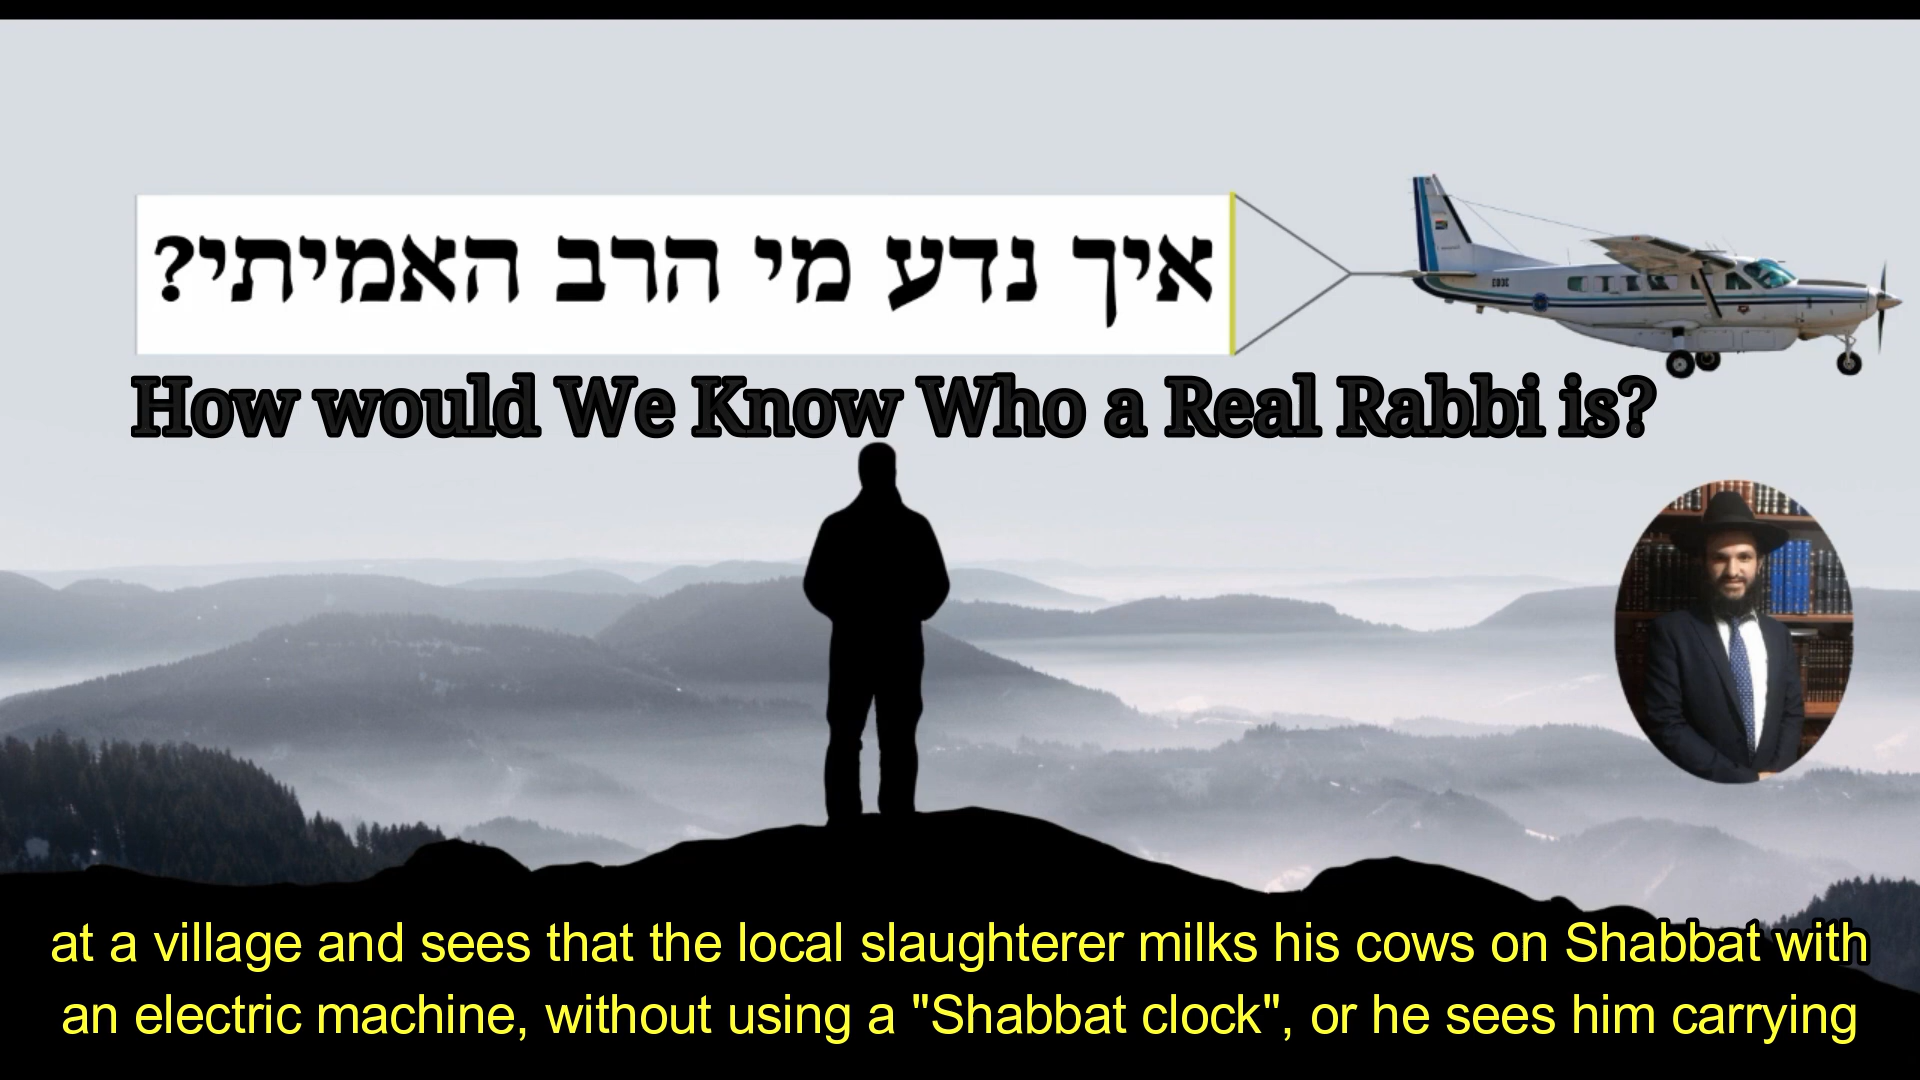 איך נדע מי הרב האמיתי?
How would We Know Who a Real Rabbi is?
at a village and sees that the local slaughterer milks his cows on Shabbat with
an electric machine, without using a "Shabbat clock", or he sees him carrying